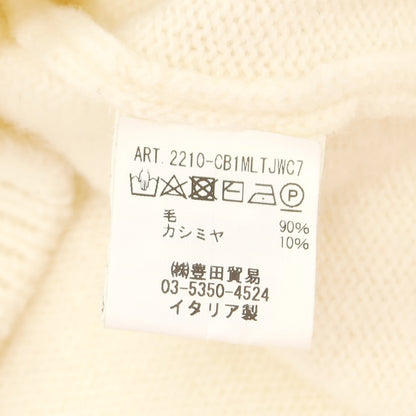 ART. 2210-CB1MLTJWC7
P
毛 90%
カシミヤ 10%
㈱豊田貿易
03-5350-4524
イタリア製